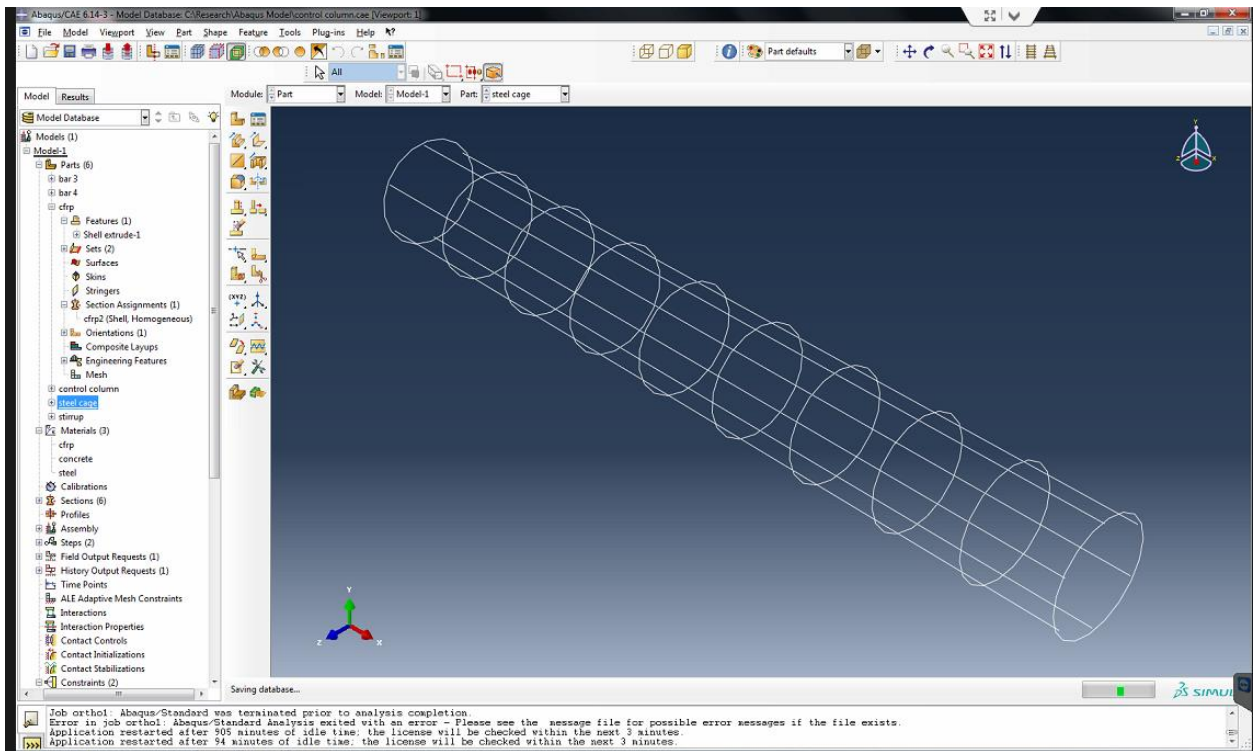 Abaqus/CAE 6.14-3 - Model Database: C:\Research\Abaqus Model\control column.cae [Viewport: 1]
File Model Viewport View Part Shape Feature Tools Plug-ins Help
Part defaults
All
Model Results
Module: Part Model: Model-1 Part: steel cage
Model Database
Models (1)
Model-1
Parts (6)
bar 3
bar 4
cfrp
Features (1)
Shell extrude-1
Sets (2)
Surfaces
Skins
Stringers
Section Assignments (1)
cfrp2 (Shell, Homogeneous)
Orientations (1)
Composite Layups
Engineering Features
Mesh
control column
steel cage
stirrup
Materials (3)
cfrp
concrete
steel
Calibrations
Sections (6)
Profiles
Assembly
Steps (2)
Field Output Requests (1)
History Output Requests (1)
Time Points
ALE Adaptive Mesh Constraints
Interactions
Interaction Properties
Contact Controls
Contact Initializations
Contact Stabilizations
Constraints (2)
(XYZ)
Y
Z X
Y
Z X
Saving database...
SIMUL
Job ortho1: Abaqus/Standard was terminated prior to analysis completion.
Error in job ortho1: Abaqus/Standard Analysis exited with an error - Please see the message file for possible error messages if the file exists.
Application restarted after 905 minutes of idle time; the license will be checked within the next 3 minutes.
Application restarted after 94 minutes of idle time; the license will be checked within the next 3 minutes.
>>>